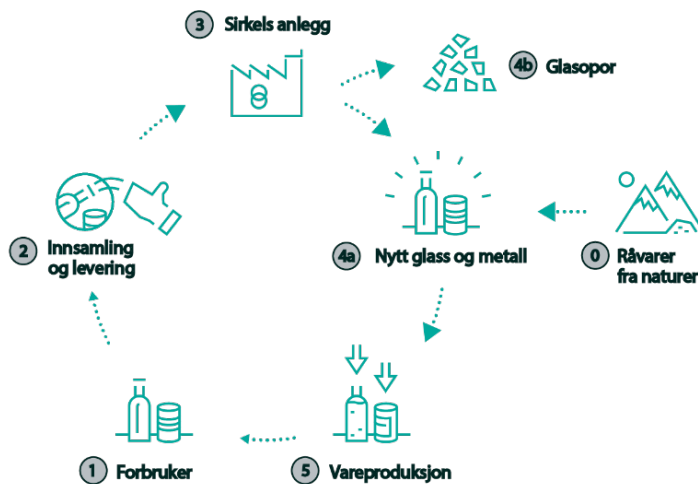 3 Sirkels anlegg
4b Glasopor
2 Innsamling
og levering
4a Nytt glass og metall
0 Råvarer
fra naturer
1 Forbruker
5 Vareproduksjon